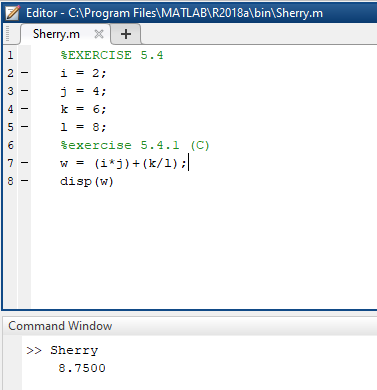 Editor - C:\Program Files\MATLAB\R2018a\bin\Sherry.m
Sherry.m × +
1 %EXERCISE 5.4
2 – i = 2;
3 – j = 4;
4 – k = 6;
5 – l = 8;
6 %exercise 5.4.1 (C)
7 – w = (i*j)+(k/l);
8 – disp(w)
Command Window
>> Sherry
8.7500